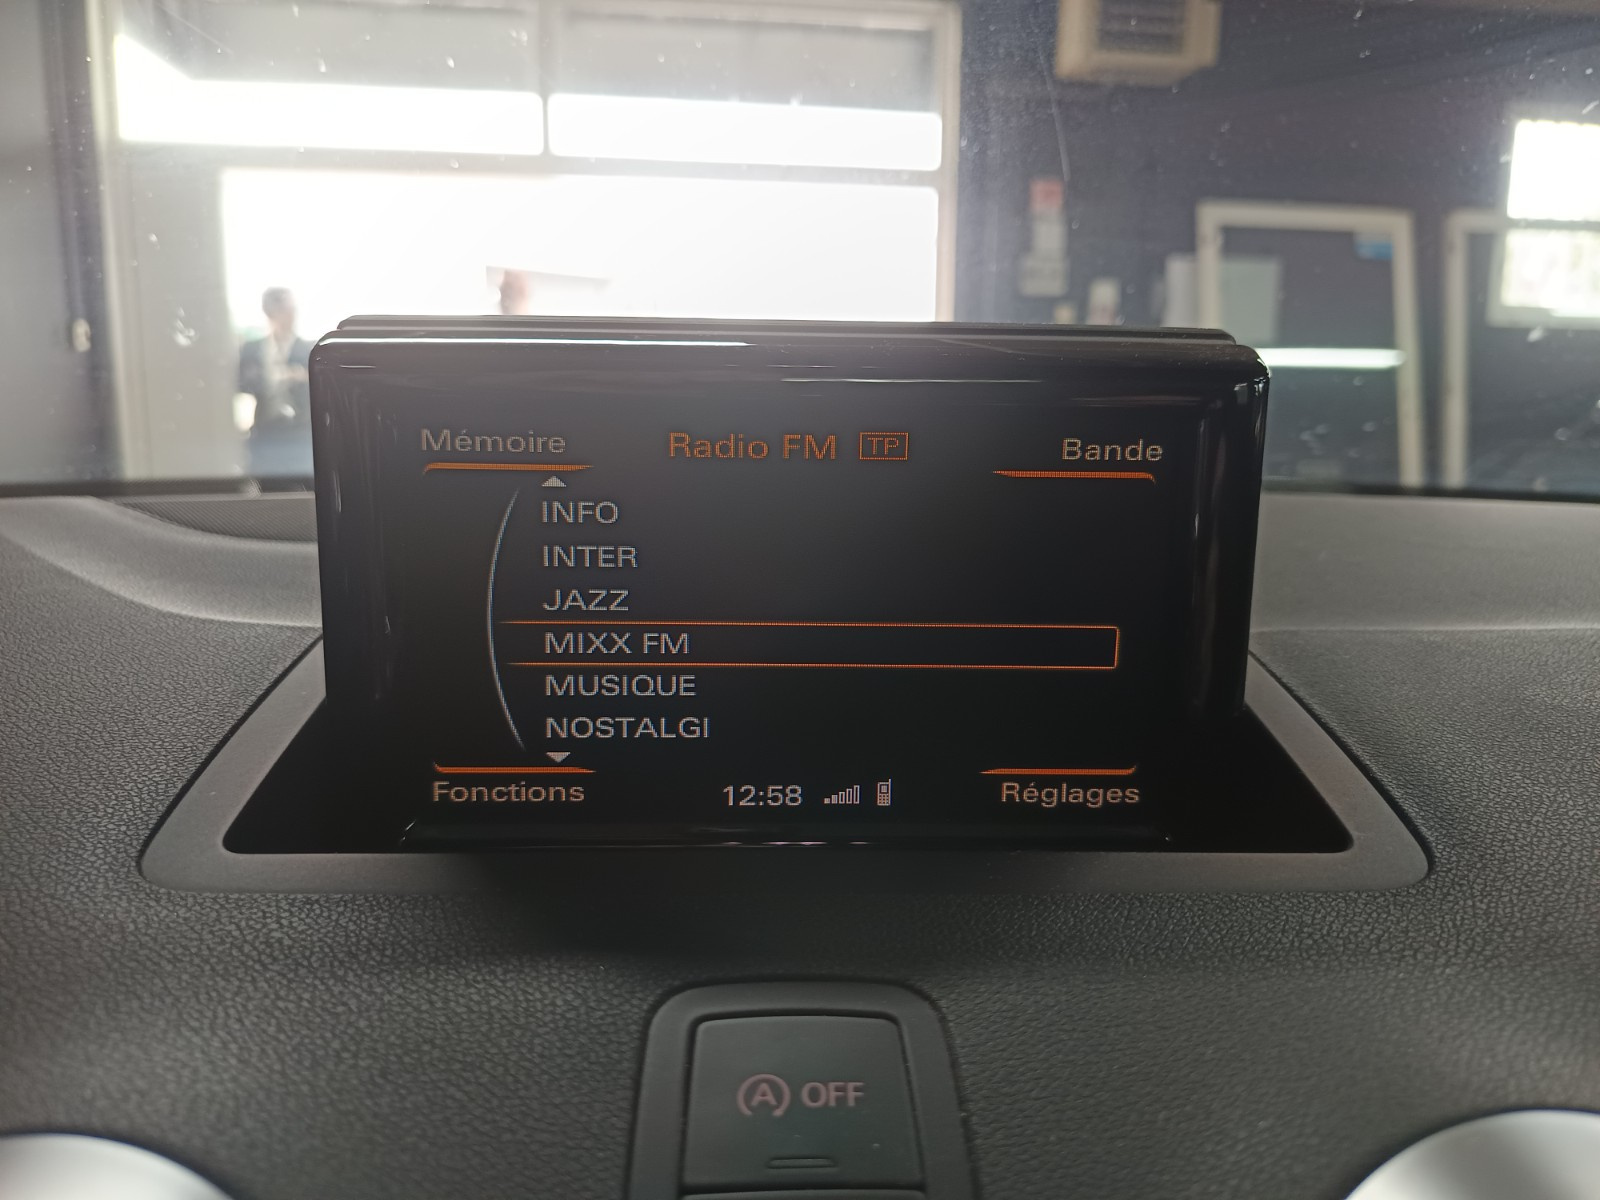 Mémoire
Radio FM TP
Bande
INFO
INTER
JAZZ
MIXX FM
MUSIQUE
NOSTALGI
Fonctions
12:58
Réglages
A OFF